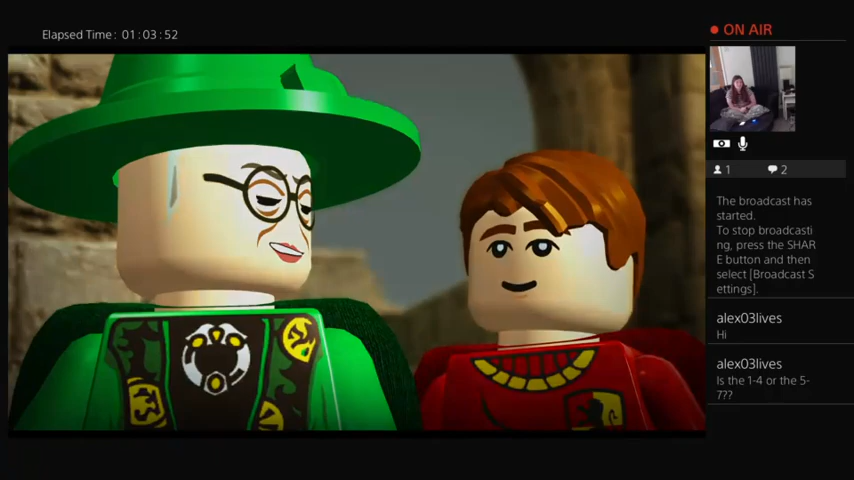 Elapsed Time: 01:03:52
ON AIR
1
2
The broadcast has
started.
To stop broadcasti
ng, press the SHAR
E button and then
select [Broadcast S
ettings].
alex03lives
Hi
alex03lives
Is the 1-4 or the 5-
7??